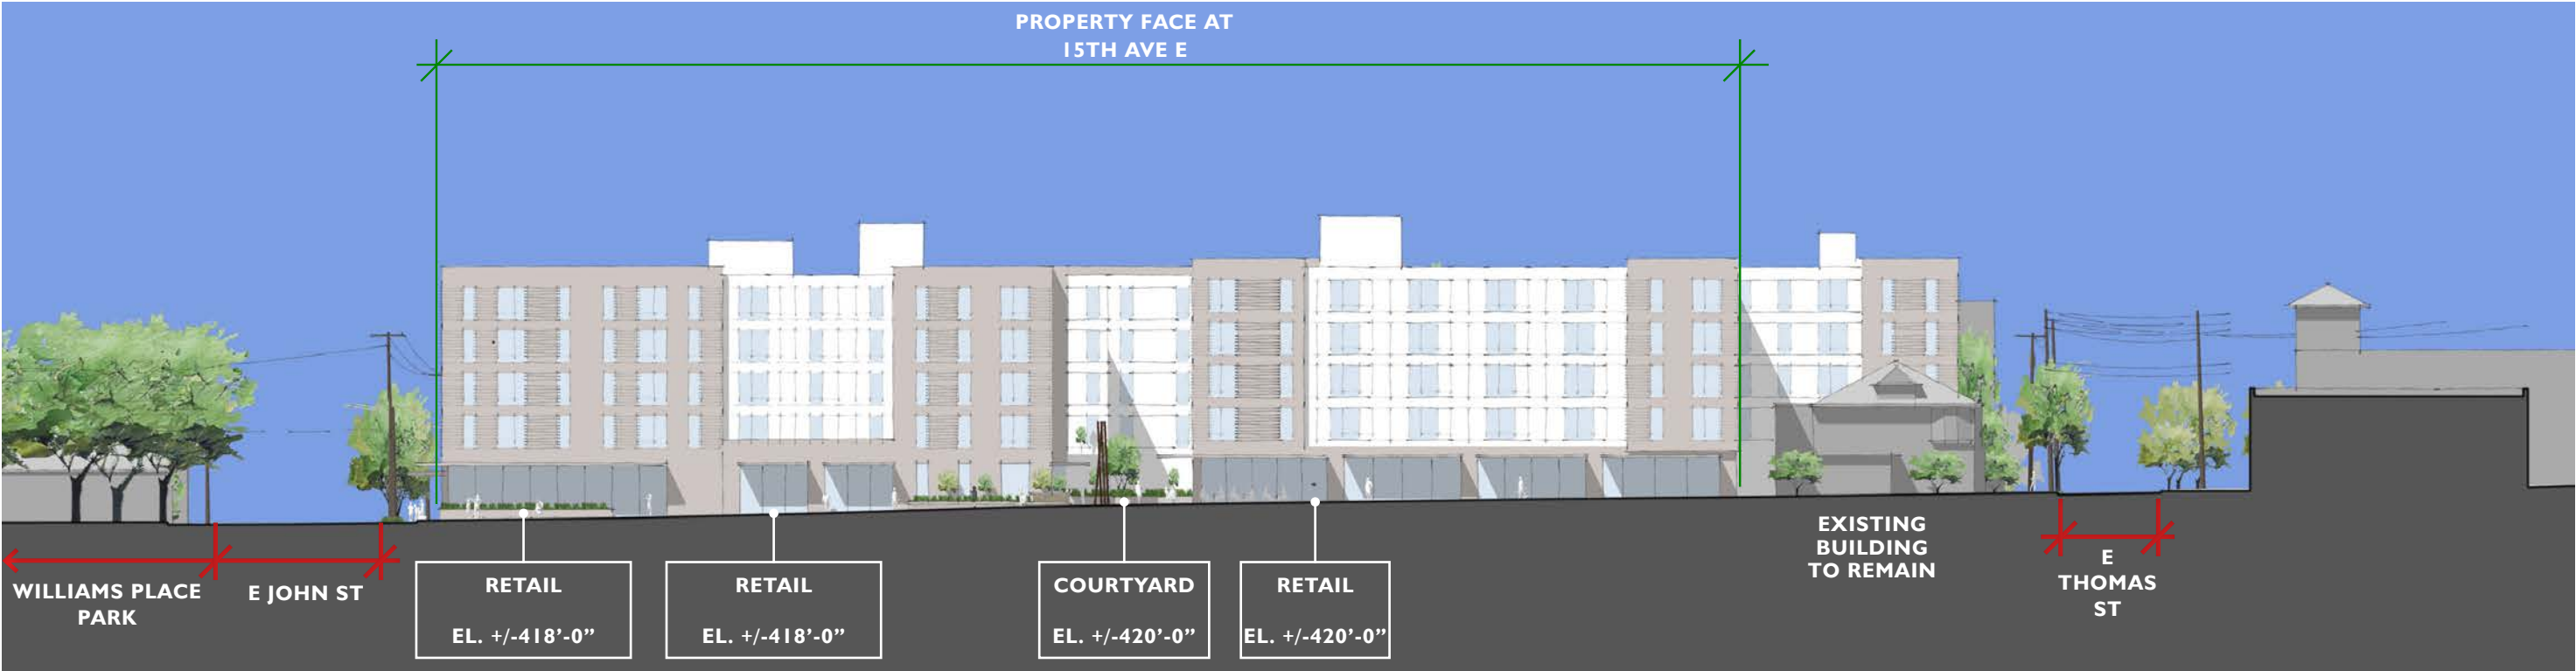 PROPERTY FACE AT
15TH AVE E
WILLIAMS PLACE
PARK
E JOHN ST
RETAIL
EL. +/-418’-0”
RETAIL
EL. +/-418’-0”
COURTYARD
EL. +/-420’-0”
RETAIL
EL. +/-420’-0”
EXISTING
BUILDING
TO REMAIN
E
THOMAS
ST